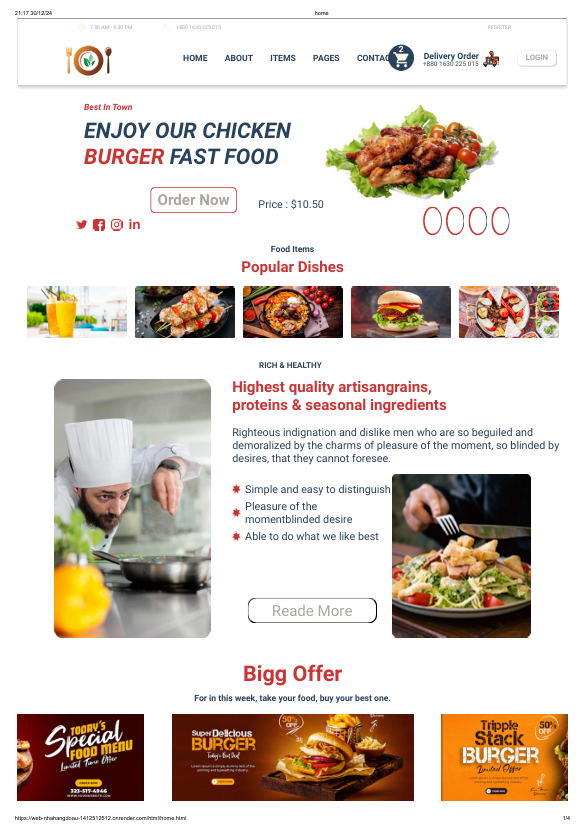 21:17 30/12/24
home
7:30 AM - 9:30 PM
+880 1630 225 015
REGISTER
HOME
ABOUT
ITEMS
PAGES
CONTAC
2
Delivery Order
+880 1630 225 015
LOGIN
Best In Town
ENJOY OUR CHICKEN
BURGER FAST FOOD
Order Now
Price : $10.50
in
Food Items
Popular Dishes
RICH & HEALTHY
Highest quality artisangrains,
proteins & seasonal ingredients
Righteous indignation and dislike men who are so beguiled and
demoralized by the charms of pleasure of the moment, so blinded by
desires, that they cannot foresee.
Simple and easy to distinguish
Pleasure of the
momentblinded desire
Able to do what we like best
Reade More
Bigg Offer
For in this week, take your food, buy your best one.
TODAY'S
Special
FOOD MENU
Limited Time Offer
ORDER NOW
323-517-4946
Super Delicious
BURGER
Today's Best Deal
50%
OFF
Tripple
Stack
BURGER
Limited Offer
50%
OFF
https://web-nhahangdoau-1412512512.onrender.com/html/home.html
1/4